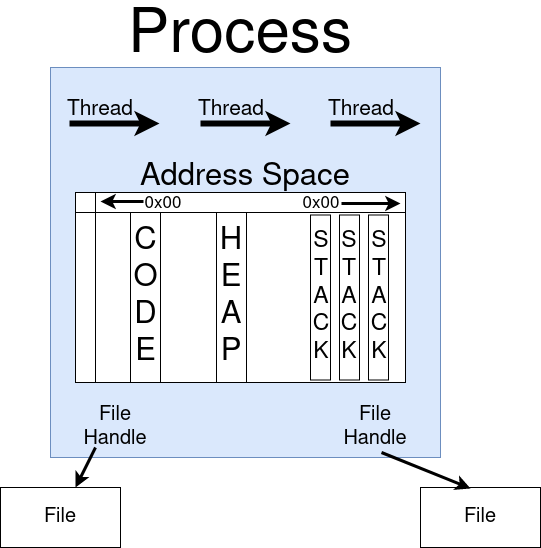 Process
Thread Thread Thread
Address Space
0x00 0x00
CODE HEAP STACK STACK STACK
File Handle
File Handle
File
File